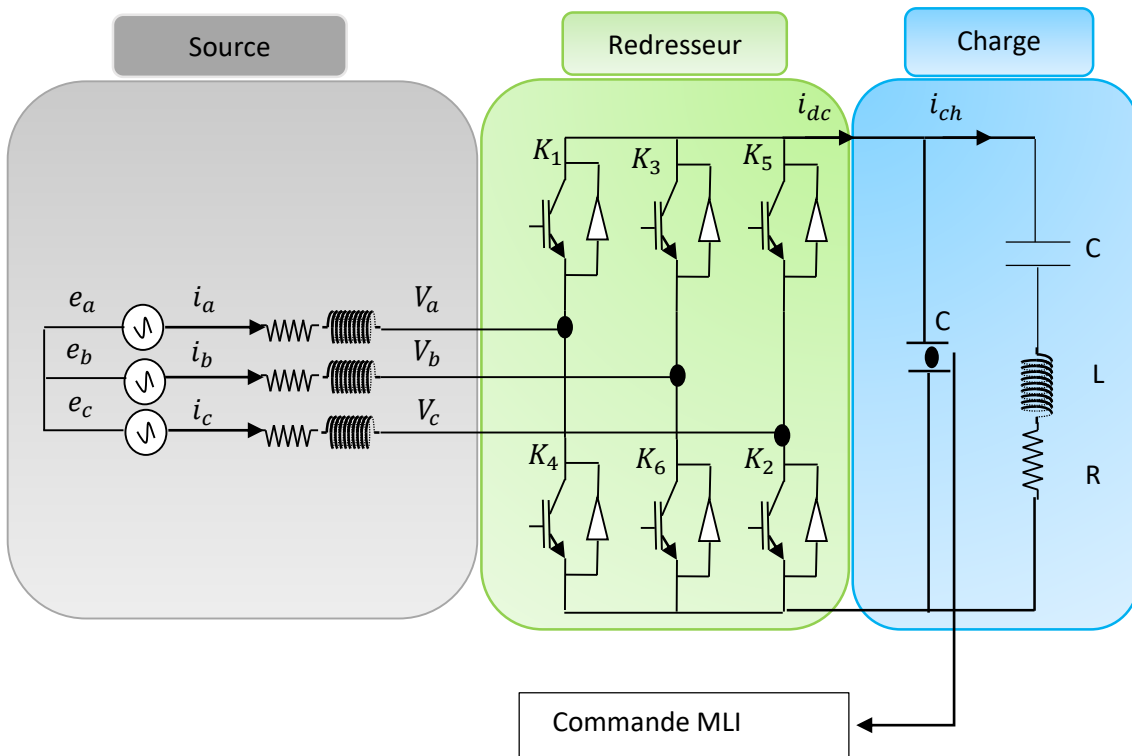 Source
Redresseur
Charge
i_dc
i_ch
K_1
K_3
K_5
C
e_a
i_a
V_a
C
e_b
i_b
V_b
L
e_c
i_c
V_c
K_4
K_6
K_2
R
Commande MLI